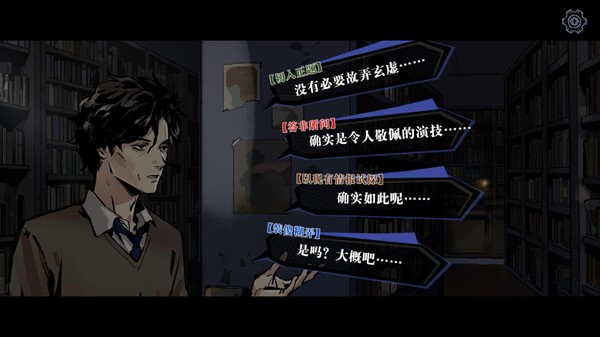 【切入正题】
没有必要故弄玄虚……
【答非所问】
确实是令人敬佩的演技……
【以现有情报试探】
确实如此呢……
【装傻糊弄】
是吗？大概吧……